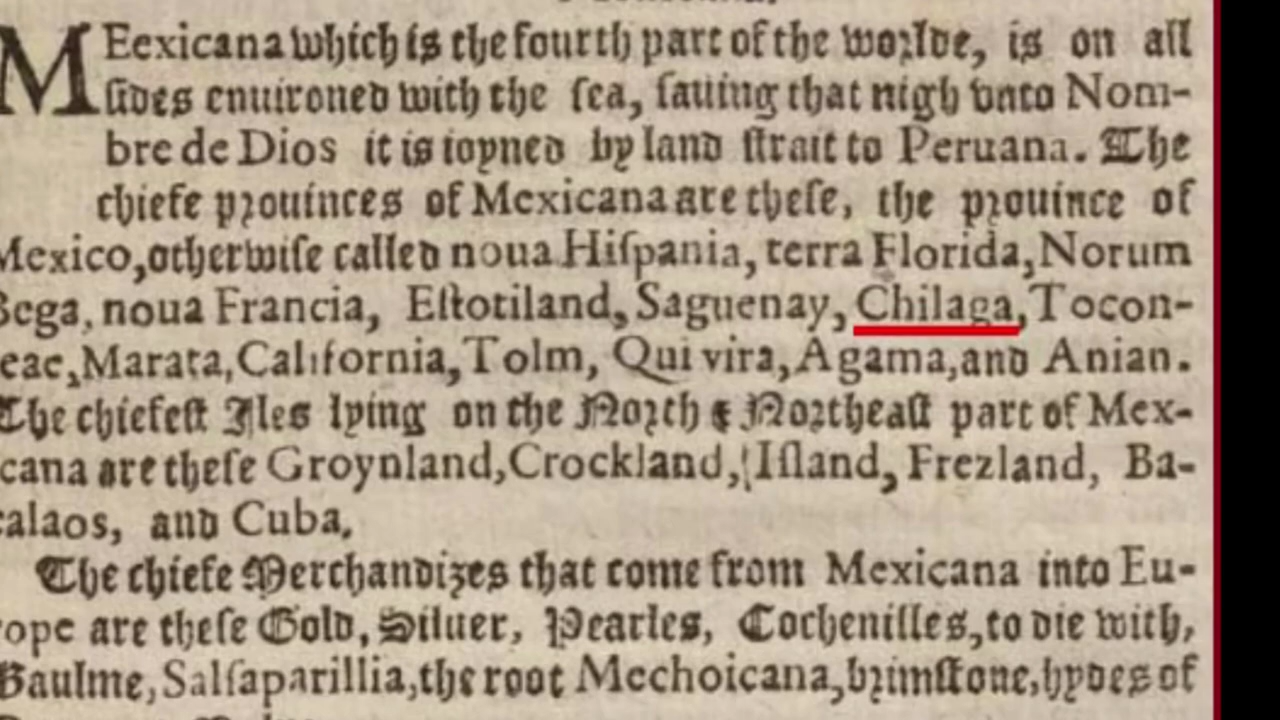 MEexicana which is the fourth part of the worlde, is on all
sides enuironed with the sea, sauing that nigh vnto Nom-
bre de Dios it is ioyned by land strait to Peruana. The
chiefe prouinces of Mexicana are these, the prouince of
Mexico, otherwise called noua Hispania, terra Florida, Norum
Bega, noua Francia, Estotiland, Saguenay, Chilaga, Tocon-
eac, Marata, California, Tolm, Qui vira, Agama, and Anian.
The chiefest Iles lying on the North & Northeast part of Mex-
cana are these Groynland, Crockland, Island, Frezland, Ba-
calaos, and Cuba.
The chiefe Merchandizes that come from Mexicana into Eu-
rope are these Gold, Siluer, Pearles, Cochenilles, to die with,
Baulme, Salsaparillia, the root Mechoicana, brimstone, hydes of